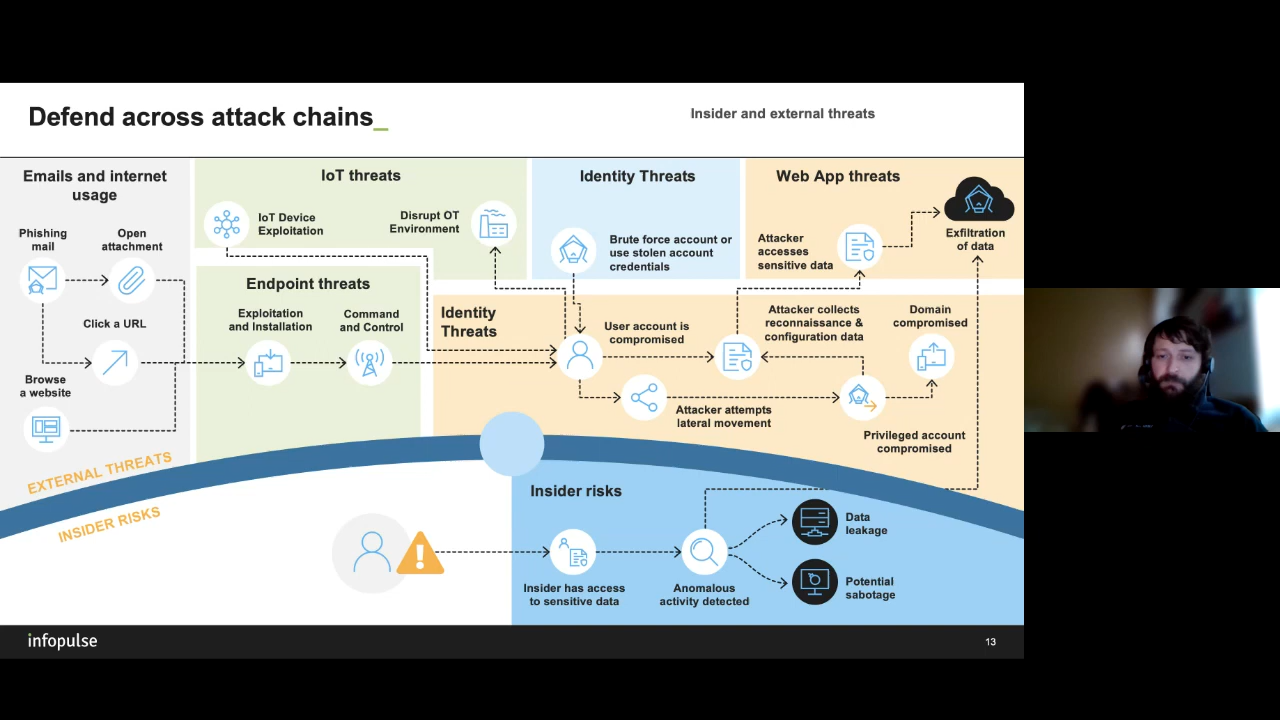 Defend across attack chains_
Insider and external threats
Emails and internet
usage
Phishing
mail
Open
attachment
Click a URL
Browse
a website
IoT threats
IoT Device
Exploitation
Disrupt OT
Environment
Endpoint threats
Exploitation
and Installation
Command
and Control
Identity Threats
Brute force account or
use stolen account
credentials
Web App threats
Attacker
accesses
sensitive data
Exfiltration
of data
Identity
Threats
User account is
compromised
Attacker collects
reconnaissance &
configuration data
Domain
compromised
Attacker attempts
lateral movement
Privileged account
compromised
EXTERNAL THREATS
INSIDER RISKS
Insider risks
Insider has access
to sensitive data
Anomalous
activity detected
Data
leakage
Potential
sabotage
infopulse
13